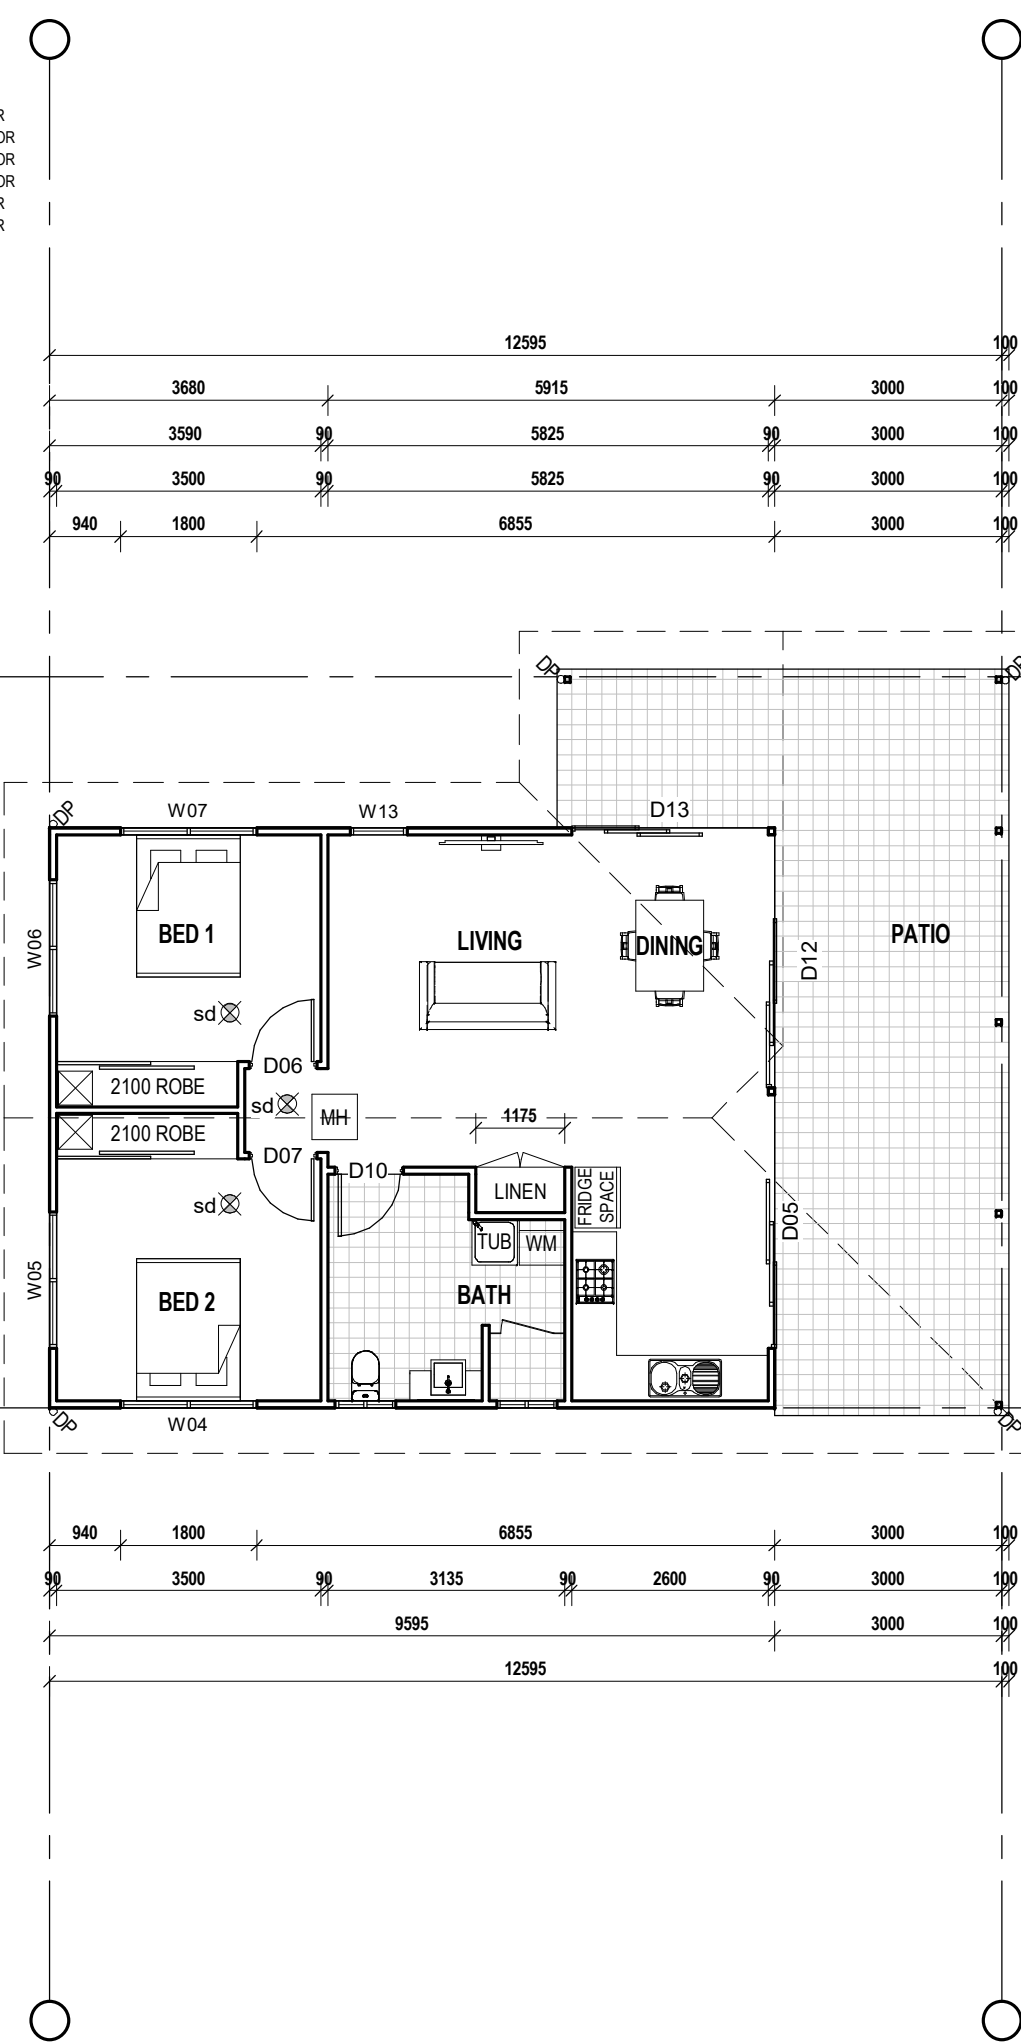 R
OR
OR
OR
R
R
12595 100
3680 5915 3000 100
3590 90 5825 90 3000 100
90 3500 90 5825 90 3000 100
940 1800 6855 3000 100
DP DP
DP W07 W13 D13
W06 BED 1 LIVING DINING D12 PATIO
sd
D06
2100 ROBE
sd MH 1175
2100 ROBE
D07 D10
LINEN FRIDGE
SPACE
sd
TUB WM D05
W05 BED 2 BATH
DP W04 DP
940 1800 6855 3000 100
90 3500 90 3135 90 2600 90 3000 100
9595 3000 100
12595 100